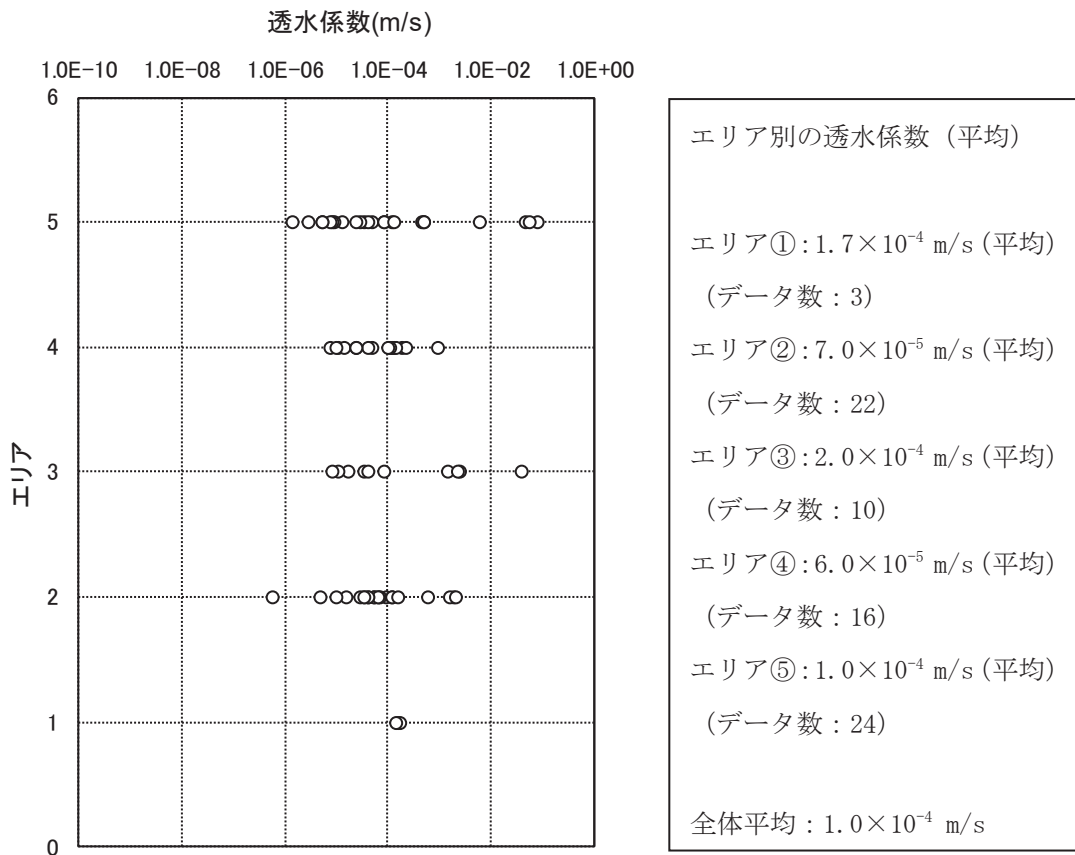 透水係数(m/s)
1.0E-10 1.0E-08 1.0E-06 1.0E-04 1.0E-02 1.0E+00
6
5
4
3
2
1
0
エリア
エリア別の透水係数（平均）
エリア①:1.7×10⁻⁴ m/s(平均)
（データ数：3）
エリア②:7.0×10⁻⁵ m/s(平均)
（データ数：22）
エリア③:2.0×10⁻⁴ m/s(平均)
（データ数：10）
エリア④:6.0×10⁻⁵ m/s(平均)
（データ数：16）
エリア⑤:1.0×10⁻⁴ m/s(平均)
（データ数：24）
全体平均：1.0×10⁻⁴ m/s